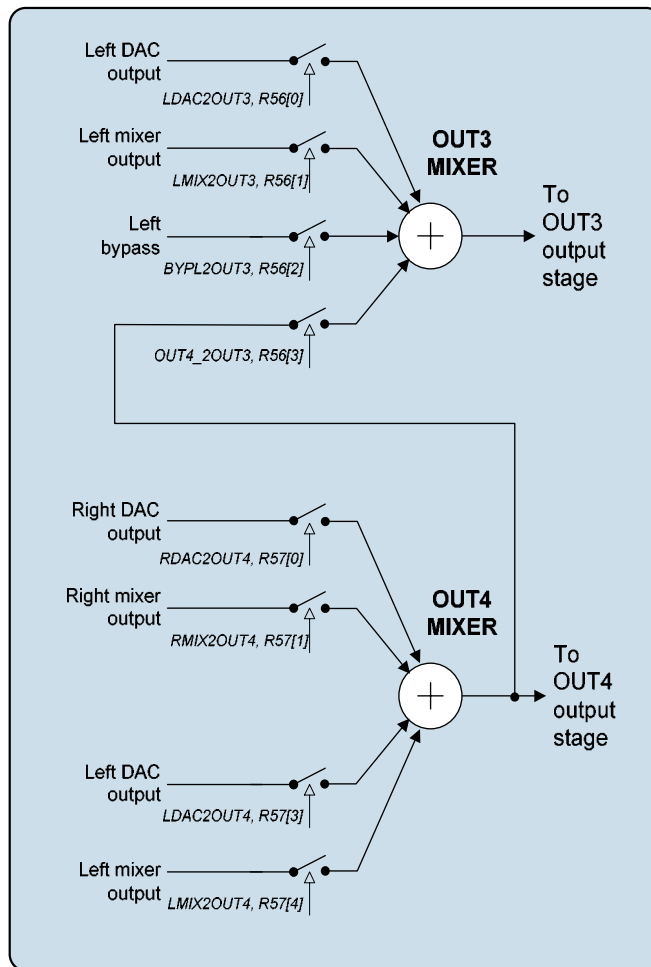 Left DAC
output
LDAC2OUT3, R56[0]
Left mixer
output
LMIX2OUT3, R56[1]
OUT3
MIXER
Left
bypass
BYPL2OUT3, R56[2]
To
OUT3
output
stage
OUT4_2OUT3, R56[3]
Right DAC
output
RDAC2OUT4, R57[0]
Right mixer
output
RMIX2OUT4, R57[1]
OUT4
MIXER
To
OUT4
output
stage
Left DAC
output
LDAC2OUT4, R57[3]
Left mixer
output
LMIX2OUT4, R57[4]